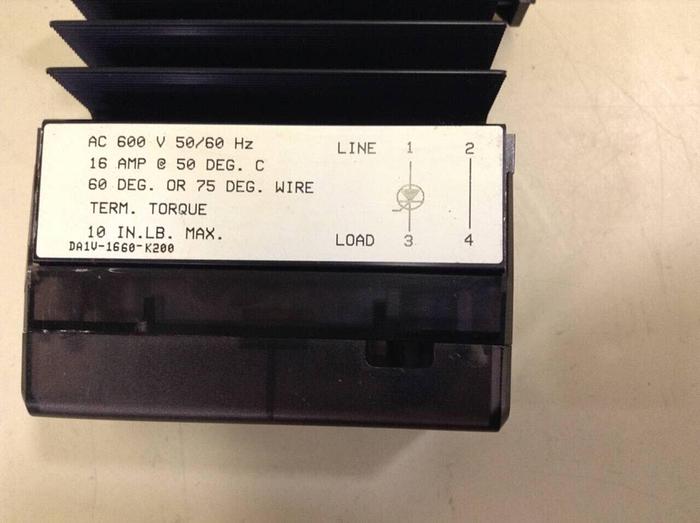 AC 600 V 50/60 Hz
16 AMP @ 50 DEG. C
60 DEG. OR 75 DEG. WIRE
TERM. TORQUE
10 IN.LB. MAX.
DA1V-1660-K200
LINE 1 2
LOAD 3 4